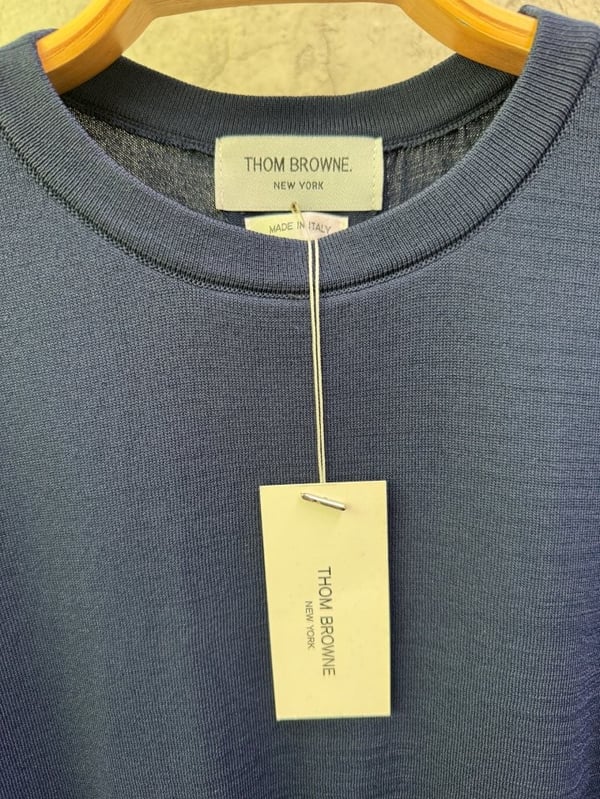 THOM BROWNE.
NEW YORK
MADE IN ITALY
THOM BROWNE
NEW YORK